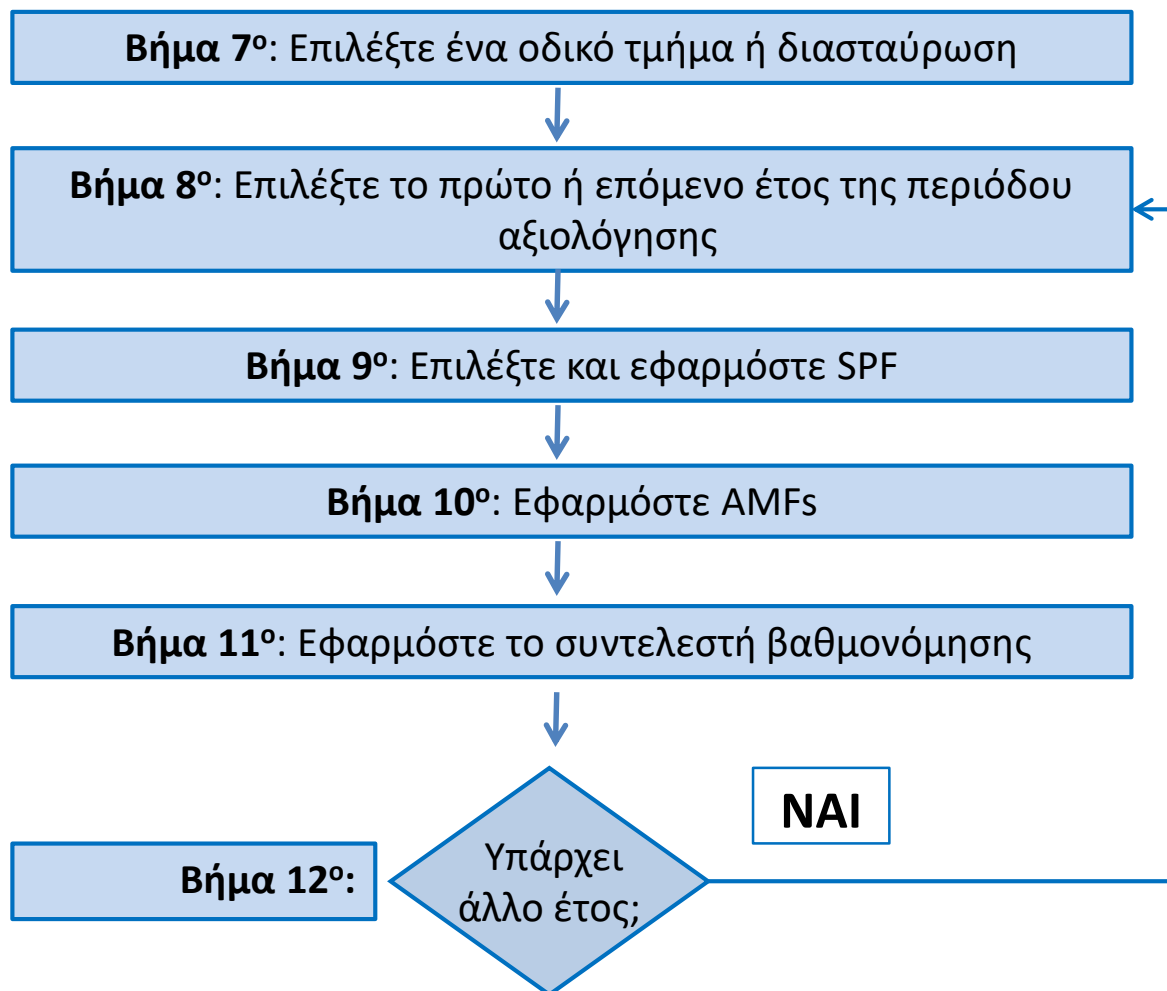 Βήμα 7ο: Επιλέξτε ένα οδικό τμήμα ή διασταύρωση
Βήμα 8ο: Επιλέξτε το πρώτο ή επόμενο έτος της περιόδου
αξιολόγησης
Βήμα 9ο: Επιλέξτε και εφαρμόστε SPF
Βήμα 10ο: Εφαρμόστε AMFs
Βήμα 11ο: Εφαρμόστε το συντελεστή βαθμονόμησης
ΝΑΙ
Βήμα 12ο:
Υπάρχει
άλλο έτος;